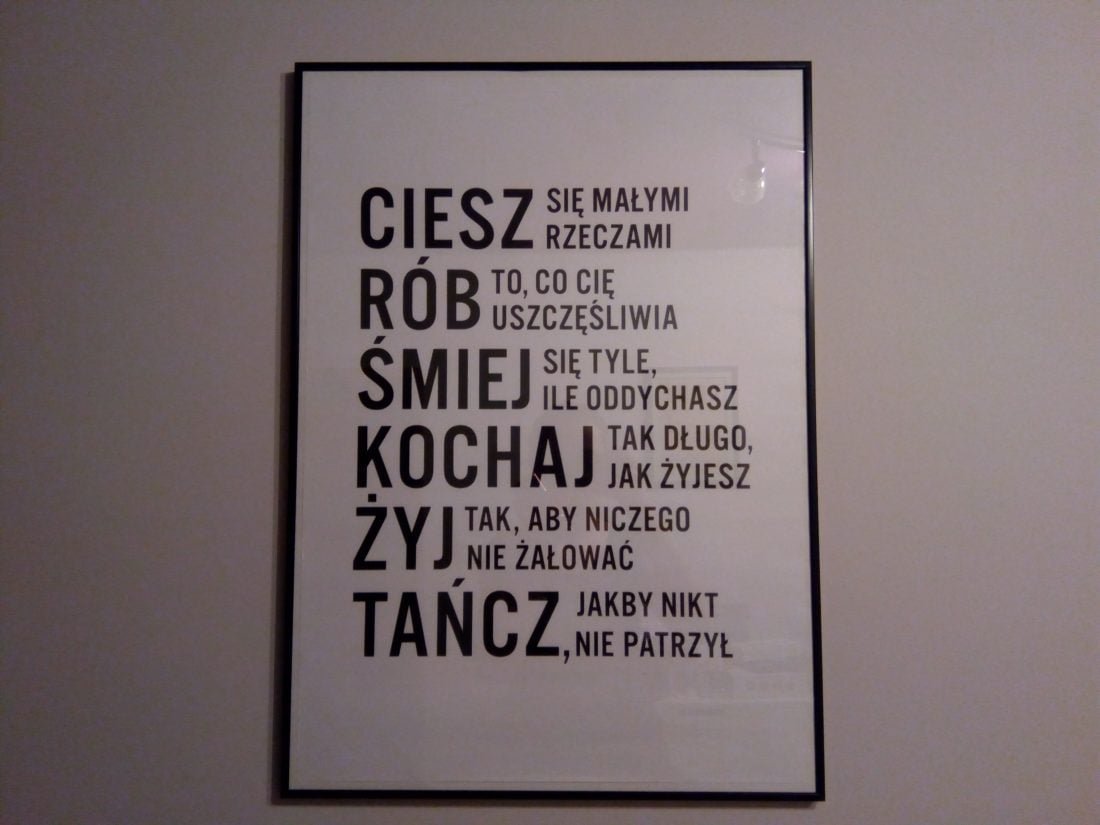 CIESZ SIĘ MAŁYMI
RZECZAMI
RÓB TO, CO CIĘ
USZCZĘŚLIWIA
ŚMIEJ SIĘ TYLE,
ILE ODDYCHASZ
KOCHAJ TAK DŁUGO,
JAK ŻYJESZ
ŻYJ TAK, ABY NICZEGO
NIE ŻAŁOWAĆ
TAŃCZ, JAKBY NIKT
NIE PATRZYŁ